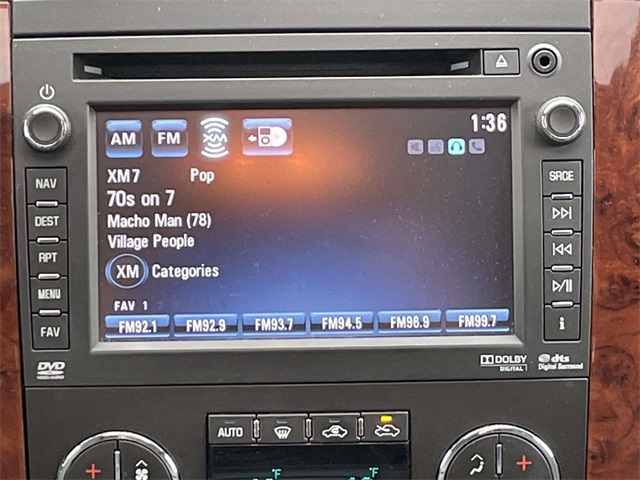 AM FM XM 1:36
NAV SRCE
XM7 Pop
70s on 7
DEST
Macho Man (78)
Village People
RPT
XM Categories
MENU
FAV 1
FAV i
FM92.1 FM92.9 FM93.7 FM94.5 FM96.9 FM99.7
DVD
DOLBY
DIGITAL
dts
Digital Surround
AUTO
°F °F